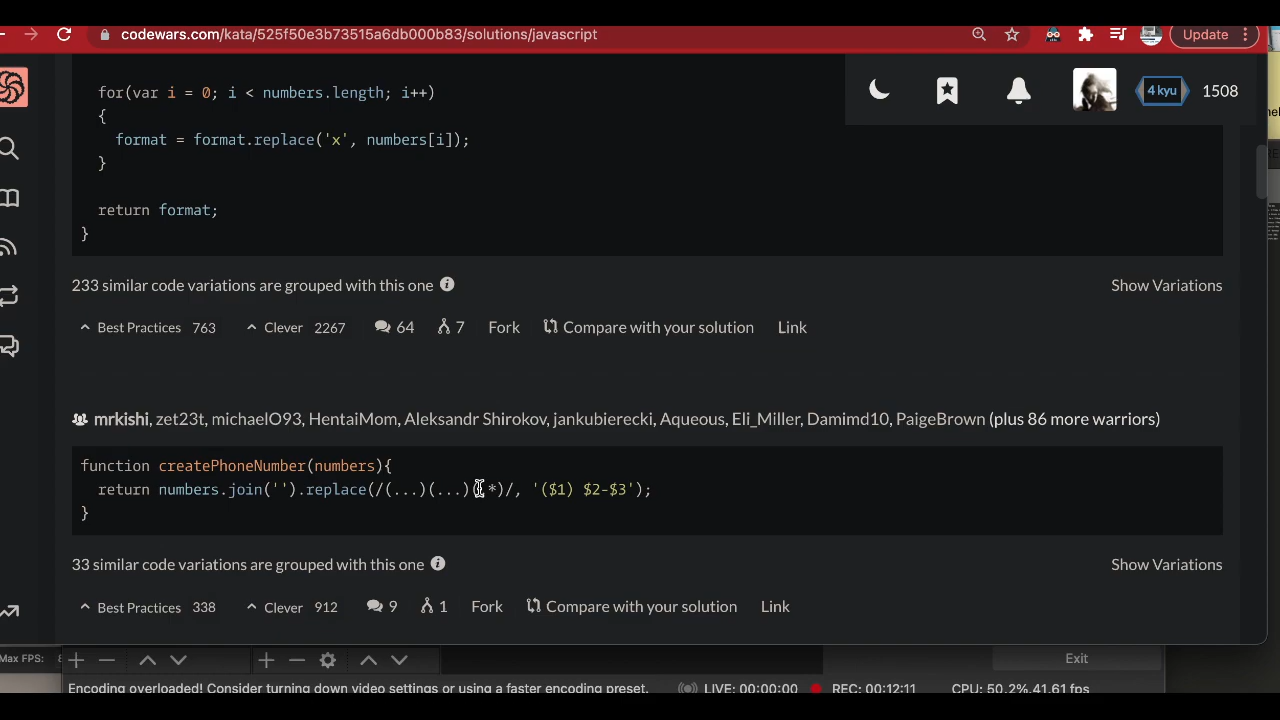 codewars.com/kata/525f50e3b73515a6db000b83/solutions/javascript
Update
4 kyu 1508
for(var i = 0; i < numbers.length; i++)
{
format = format.replace('x', numbers[i]);
}
return format;
}
233 similar code variations are grouped with this one
Show Variations
Best Practices 763 Clever 2267 64 7 Fork Compare with your solution Link
mrkishi, zet23t, michaelO93, HentaiMom, Aleksandr Shirokov, jankubierecki, Aqueous, Eli_Miller, Damimd10, PaigeBrown (plus 86 more warriors)
function createPhoneNumber(numbers){
return numbers.join('').replace(/(...)(...)(.*)/, '($1) $2-$3');
}
33 similar code variations are grouped with this one
Show Variations
Best Practices 338 Clever 912 9 1 Fork Compare with your solution Link
Max FPS:
Exit
Encoding overloaded! Consider turning down video settings or using a faster encoding preset. LIVE: 00:00:00 REC: 00:12:11 CPU: 50.2%,41.61 fps